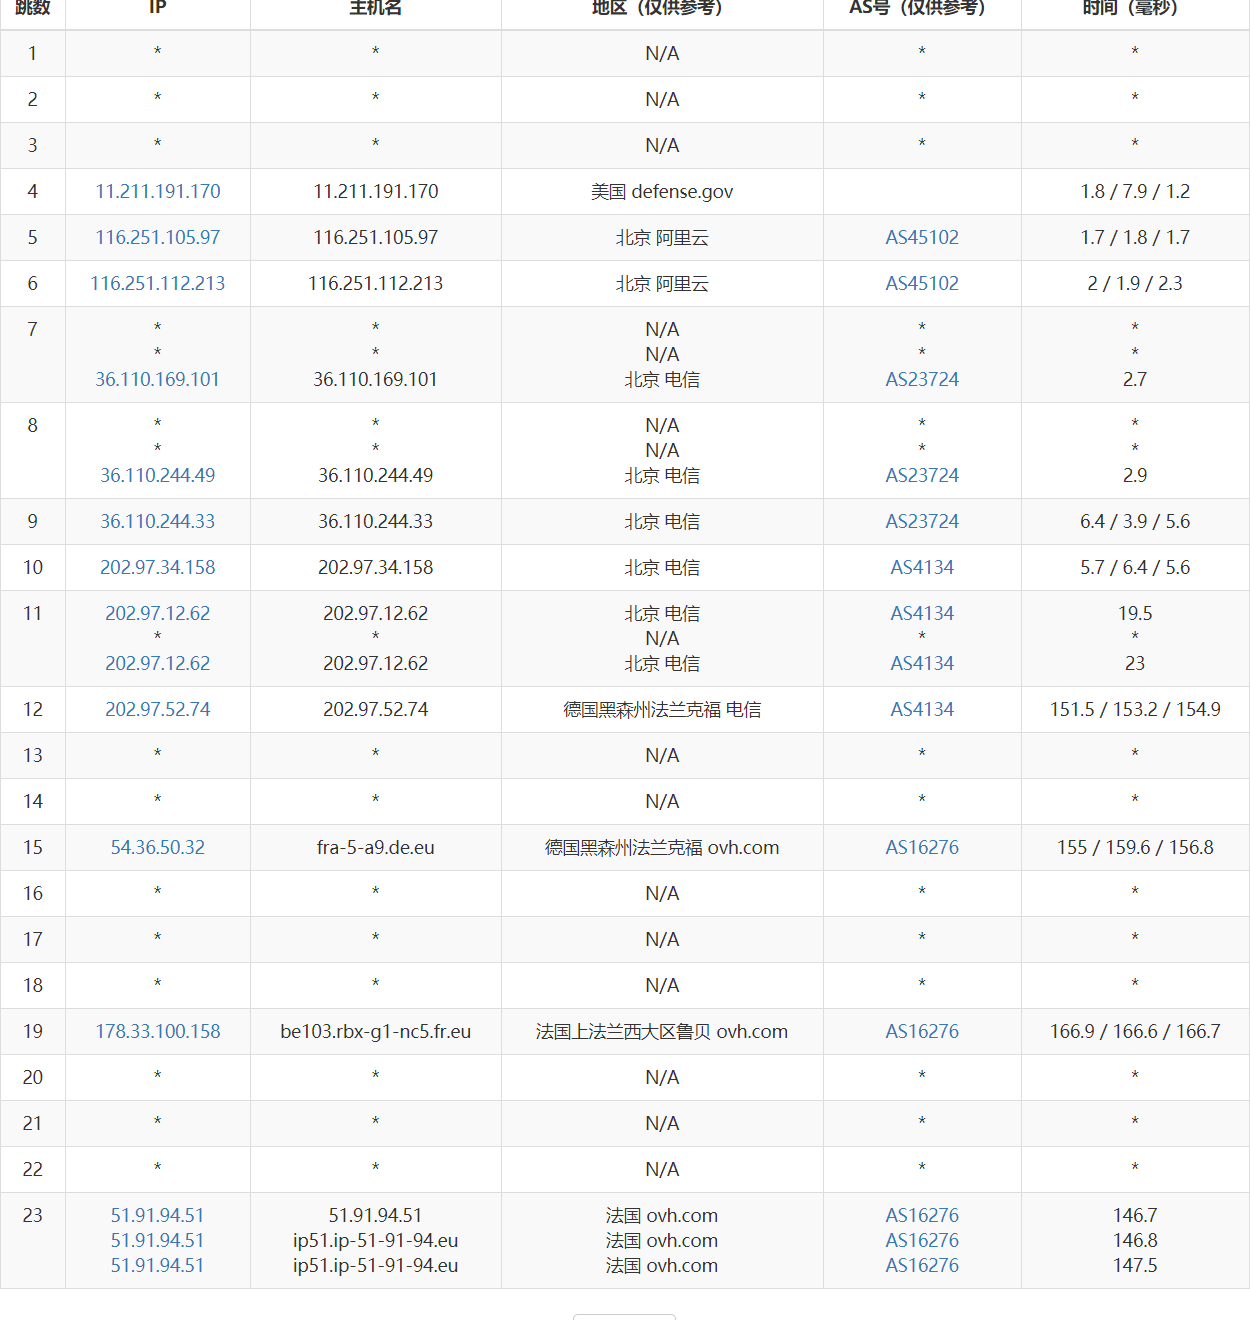 跳数 IP 主机名 地区（仅供参考） AS号（仅供参考） 时间（毫秒）
1 * * N/A * *
2 * * N/A * *
3 * * N/A * *
4 11.211.191.170 11.211.191.170 美国 defense.gov 1.8 / 7.9 / 1.2
5 116.251.105.97 116.251.105.97 北京 阿里云 AS45102 1.7 / 1.8 / 1.7
6 116.251.112.213 116.251.112.213 北京 阿里云 AS45102 2 / 1.9 / 2.3
7 * * N/A * *
* * N/A * *
36.110.169.101 36.110.169.101 北京 电信 AS23724 2.7
8 * * N/A * *
* * N/A * *
36.110.244.49 36.110.244.49 北京 电信 AS23724 2.9
9 36.110.244.33 36.110.244.33 北京 电信 AS23724 6.4 / 3.9 / 5.6
10 202.97.34.158 202.97.34.158 北京 电信 AS4134 5.7 / 6.4 / 5.6
11 202.97.12.62 202.97.12.62 北京 电信 AS4134 19.5
* * N/A * *
202.97.12.62 202.97.12.62 北京 电信 AS4134 23
12 202.97.52.74 202.97.52.74 德国黑森州法兰克福 电信 AS4134 151.5 / 153.2 / 154.9
13 * * N/A * *
14 * * N/A * *
15 54.36.50.32 fra-5-a9.de.eu 德国黑森州法兰克福 ovh.com AS16276 155 / 159.6 / 156.8
16 * * N/A * *
17 * * N/A * *
18 * * N/A * *
19 178.33.100.158 be103.rbx-g1-nc5.fr.eu 法国上法兰西大区鲁贝 ovh.com AS16276 166.9 / 166.6 / 166.7
20 * * N/A * *
21 * * N/A * *
22 * * N/A * *
23 51.91.94.51 51.91.94.51 法国 ovh.com AS16276 146.7
51.91.94.51 ip51.ip-51-91-94.eu 法国 ovh.com AS16276 146.8
51.91.94.51 ip51.ip-51-91-94.eu 法国 ovh.com AS16276 147.5